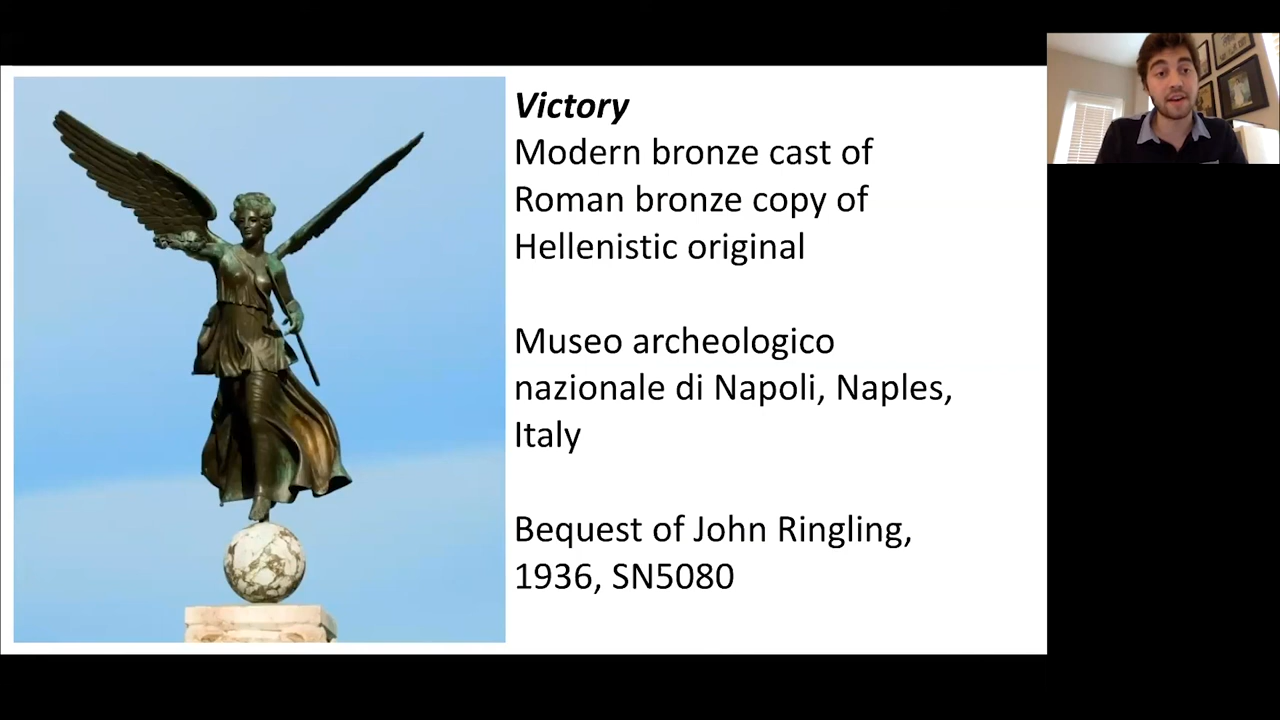 Victory
Modern bronze cast of
Roman bronze copy of
Hellenistic original
Museo archeologico
nazionale di Napoli, Naples,
Italy
Bequest of John Ringling,
1936, SN5080